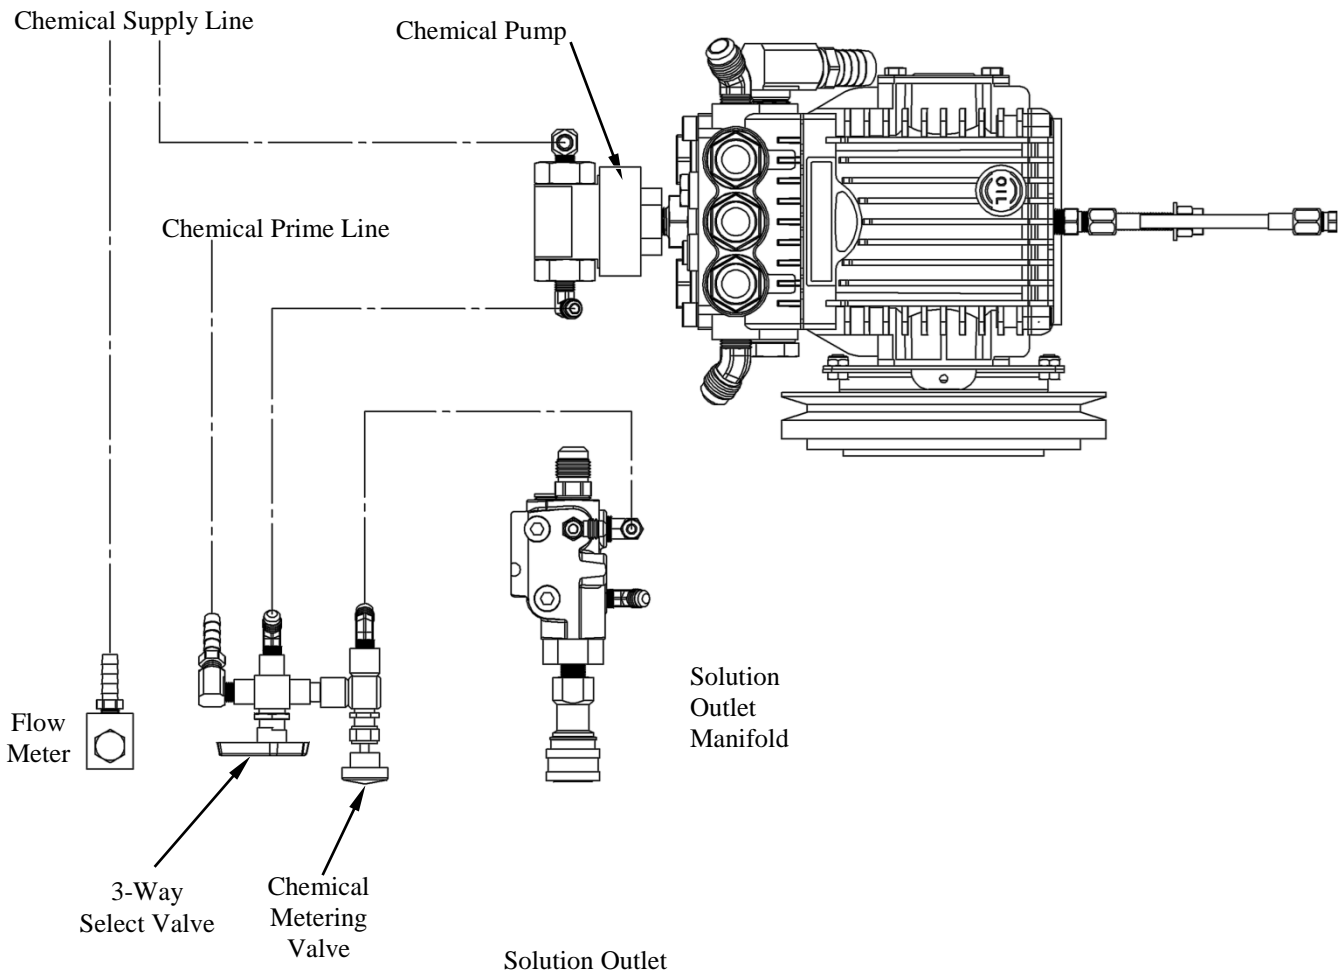 Chemical Supply Line
Chemical Pump
OIL
Chemical Prime Line
Flow
Meter
Solution
Outlet
Manifold
3-Way
Select Valve
Chemical
Metering
Valve
Solution Outlet